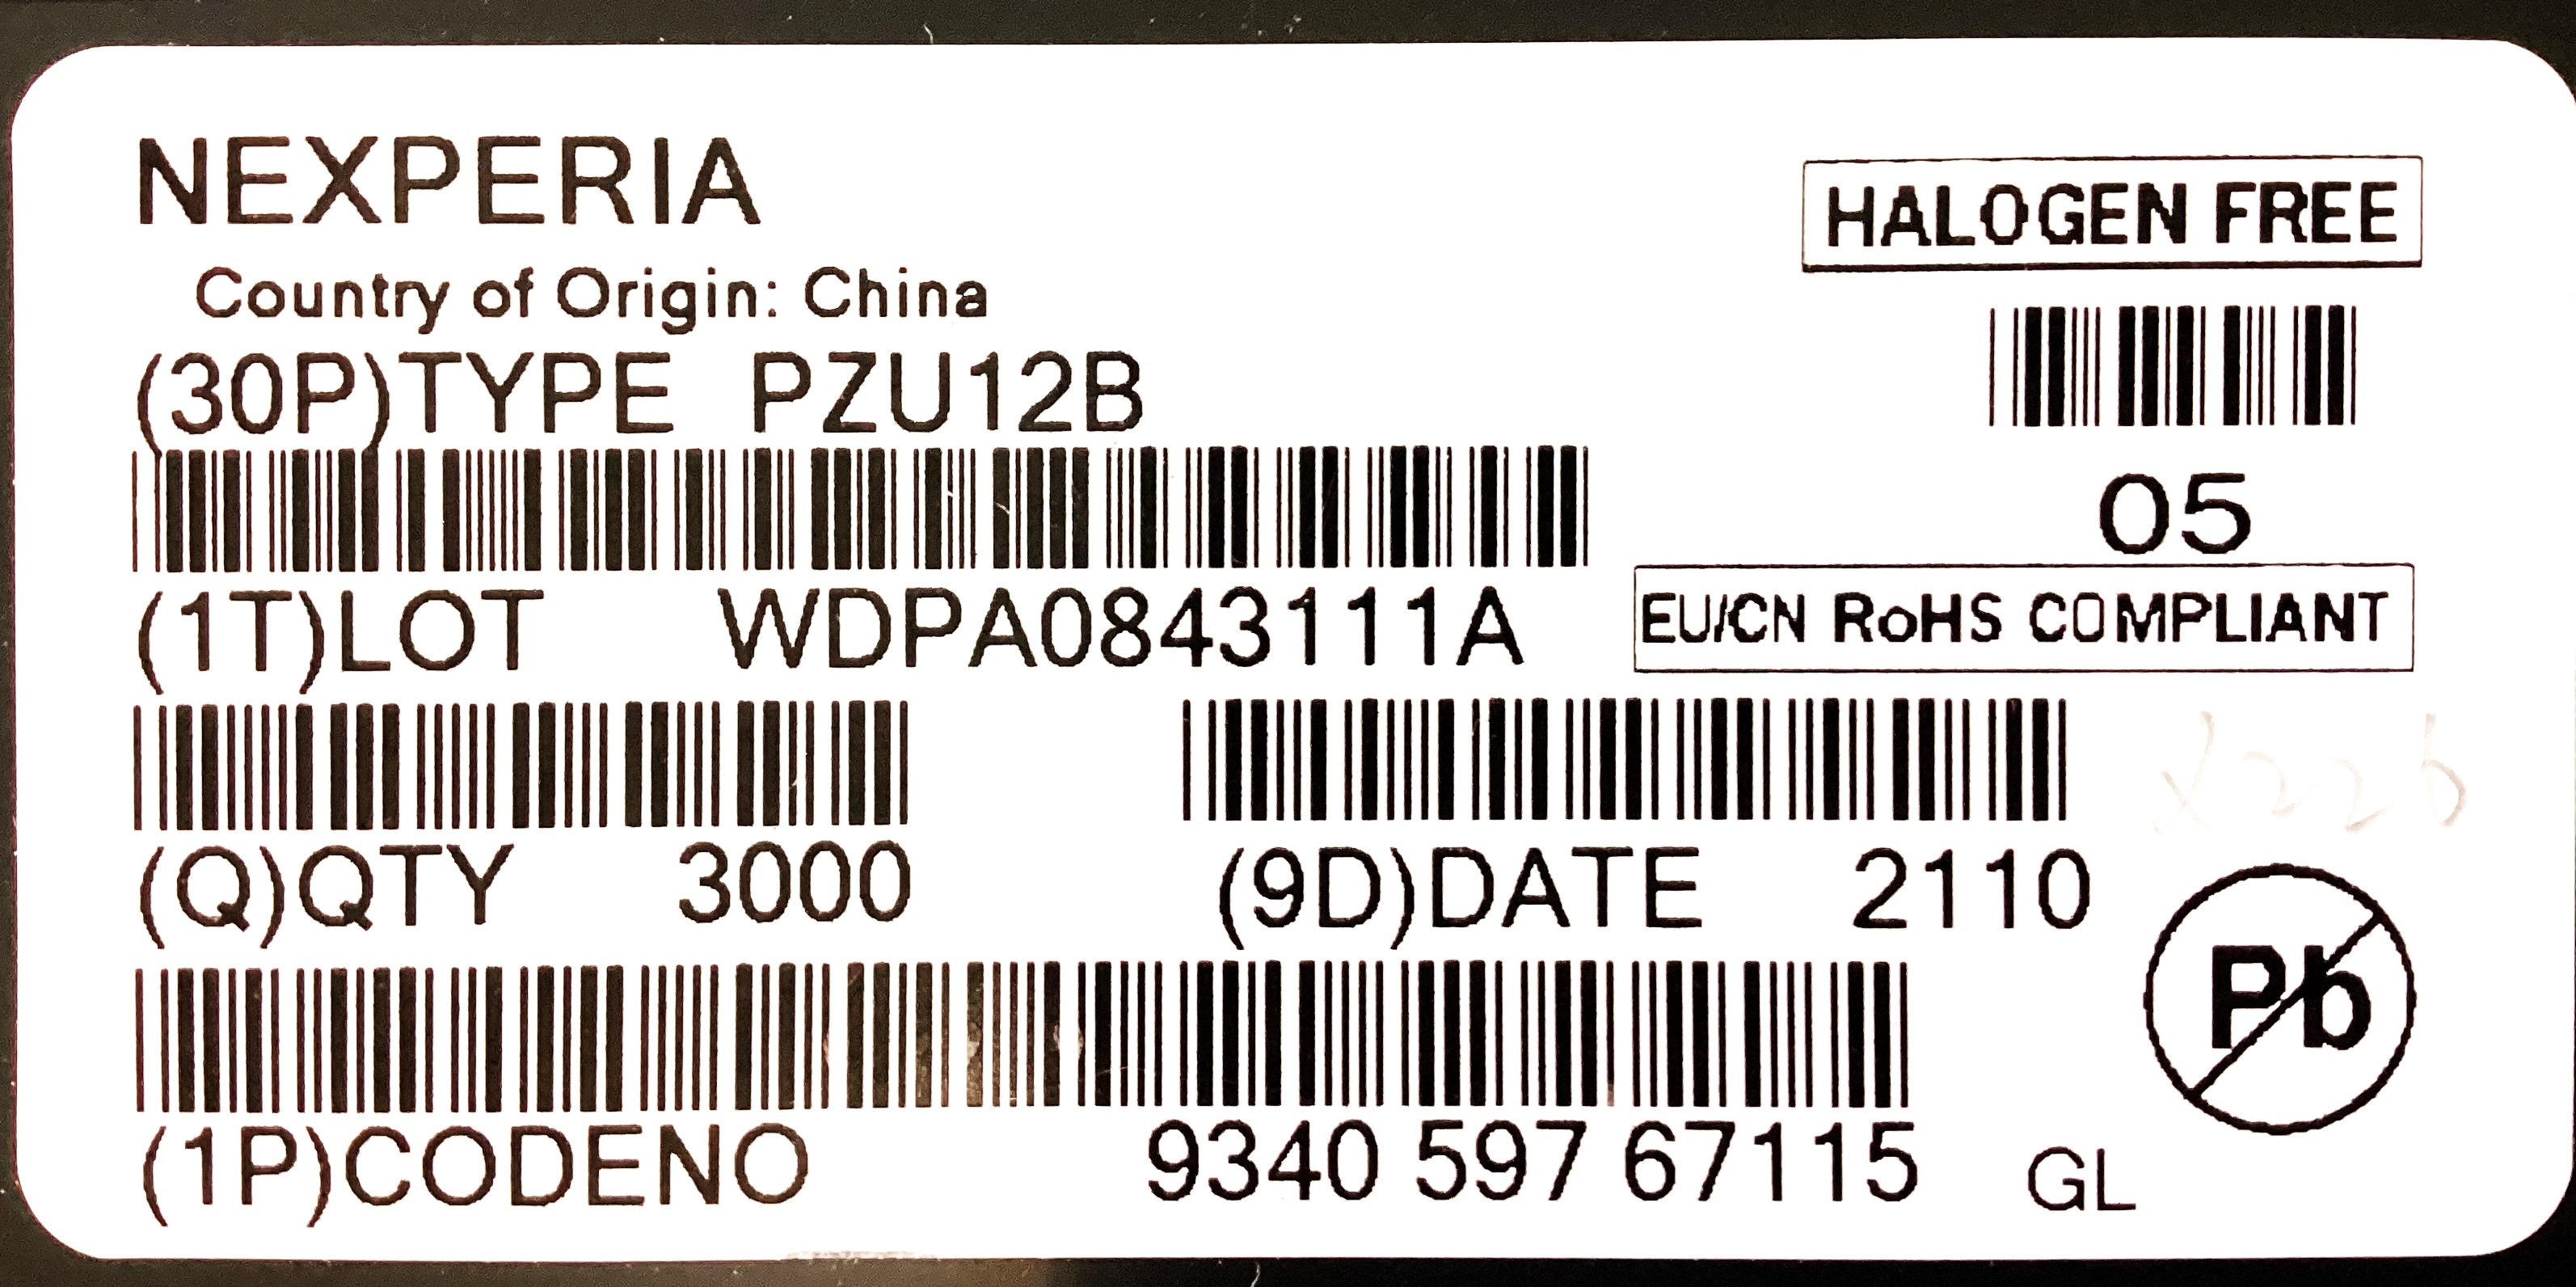 NEXPERIA
HALOGEN FREE
Country of Origin: China
(30P)TYPE PZU12B
05
(1T)LOT WDPA0843111A
EU/CN RoHS COMPLIANT
(Q)QTY 3000
(9D)DATE 2110
Pb
(1P)CODENO 9340 597 67115
GL